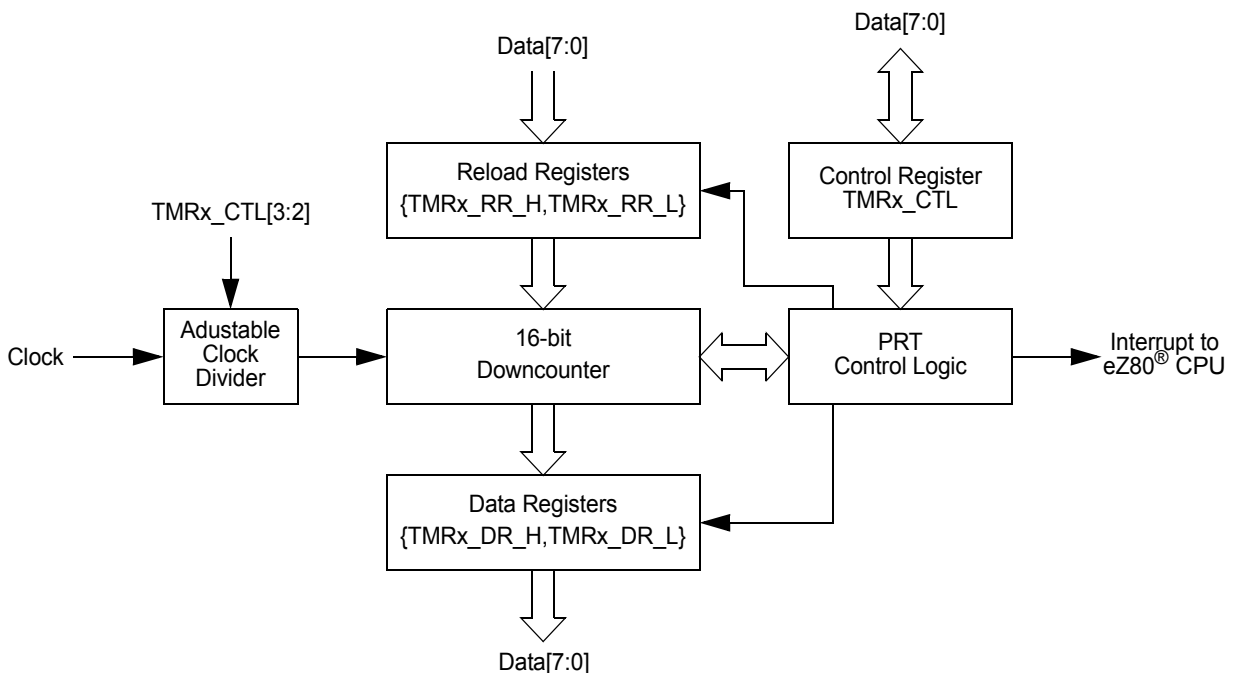 Data[7:0]
Data[7:0]
Reload Registers
{TMRx_RR_H,TMRx_RR_L}
Control Register
TMRx_CTL
TMRx_CTL[3:2]
Clock
Adustable
Clock
Divider
16-bit
Downcounter
PRT
Control Logic
Interrupt to
eZ80® CPU
Data Registers
{TMRx_DR_H,TMRx_DR_L}
Data[7:0]